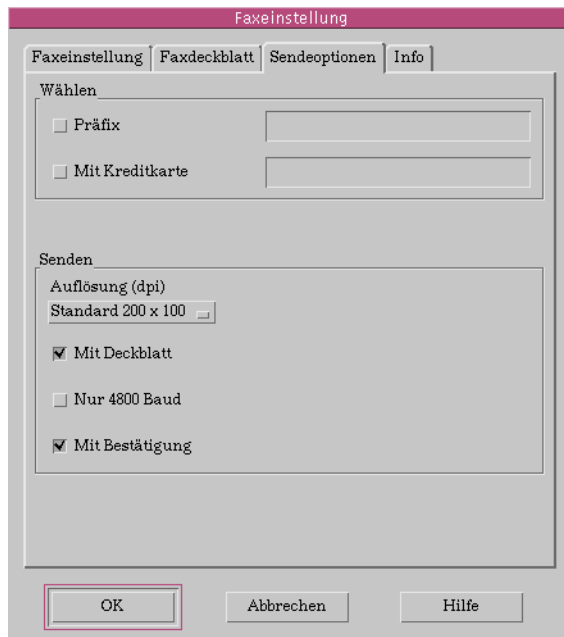 Faxeinstellung
Faxeinstellung Faxdeckblatt Sendeoptionen Info
Wählen
Präfix
Mit Kreditkarte
Senden
Auflösung (dpi)
Standard 200 x 100
Mit Deckblatt
Nur 4800 Baud
Mit Bestätigung
OK Abbrechen Hilfe